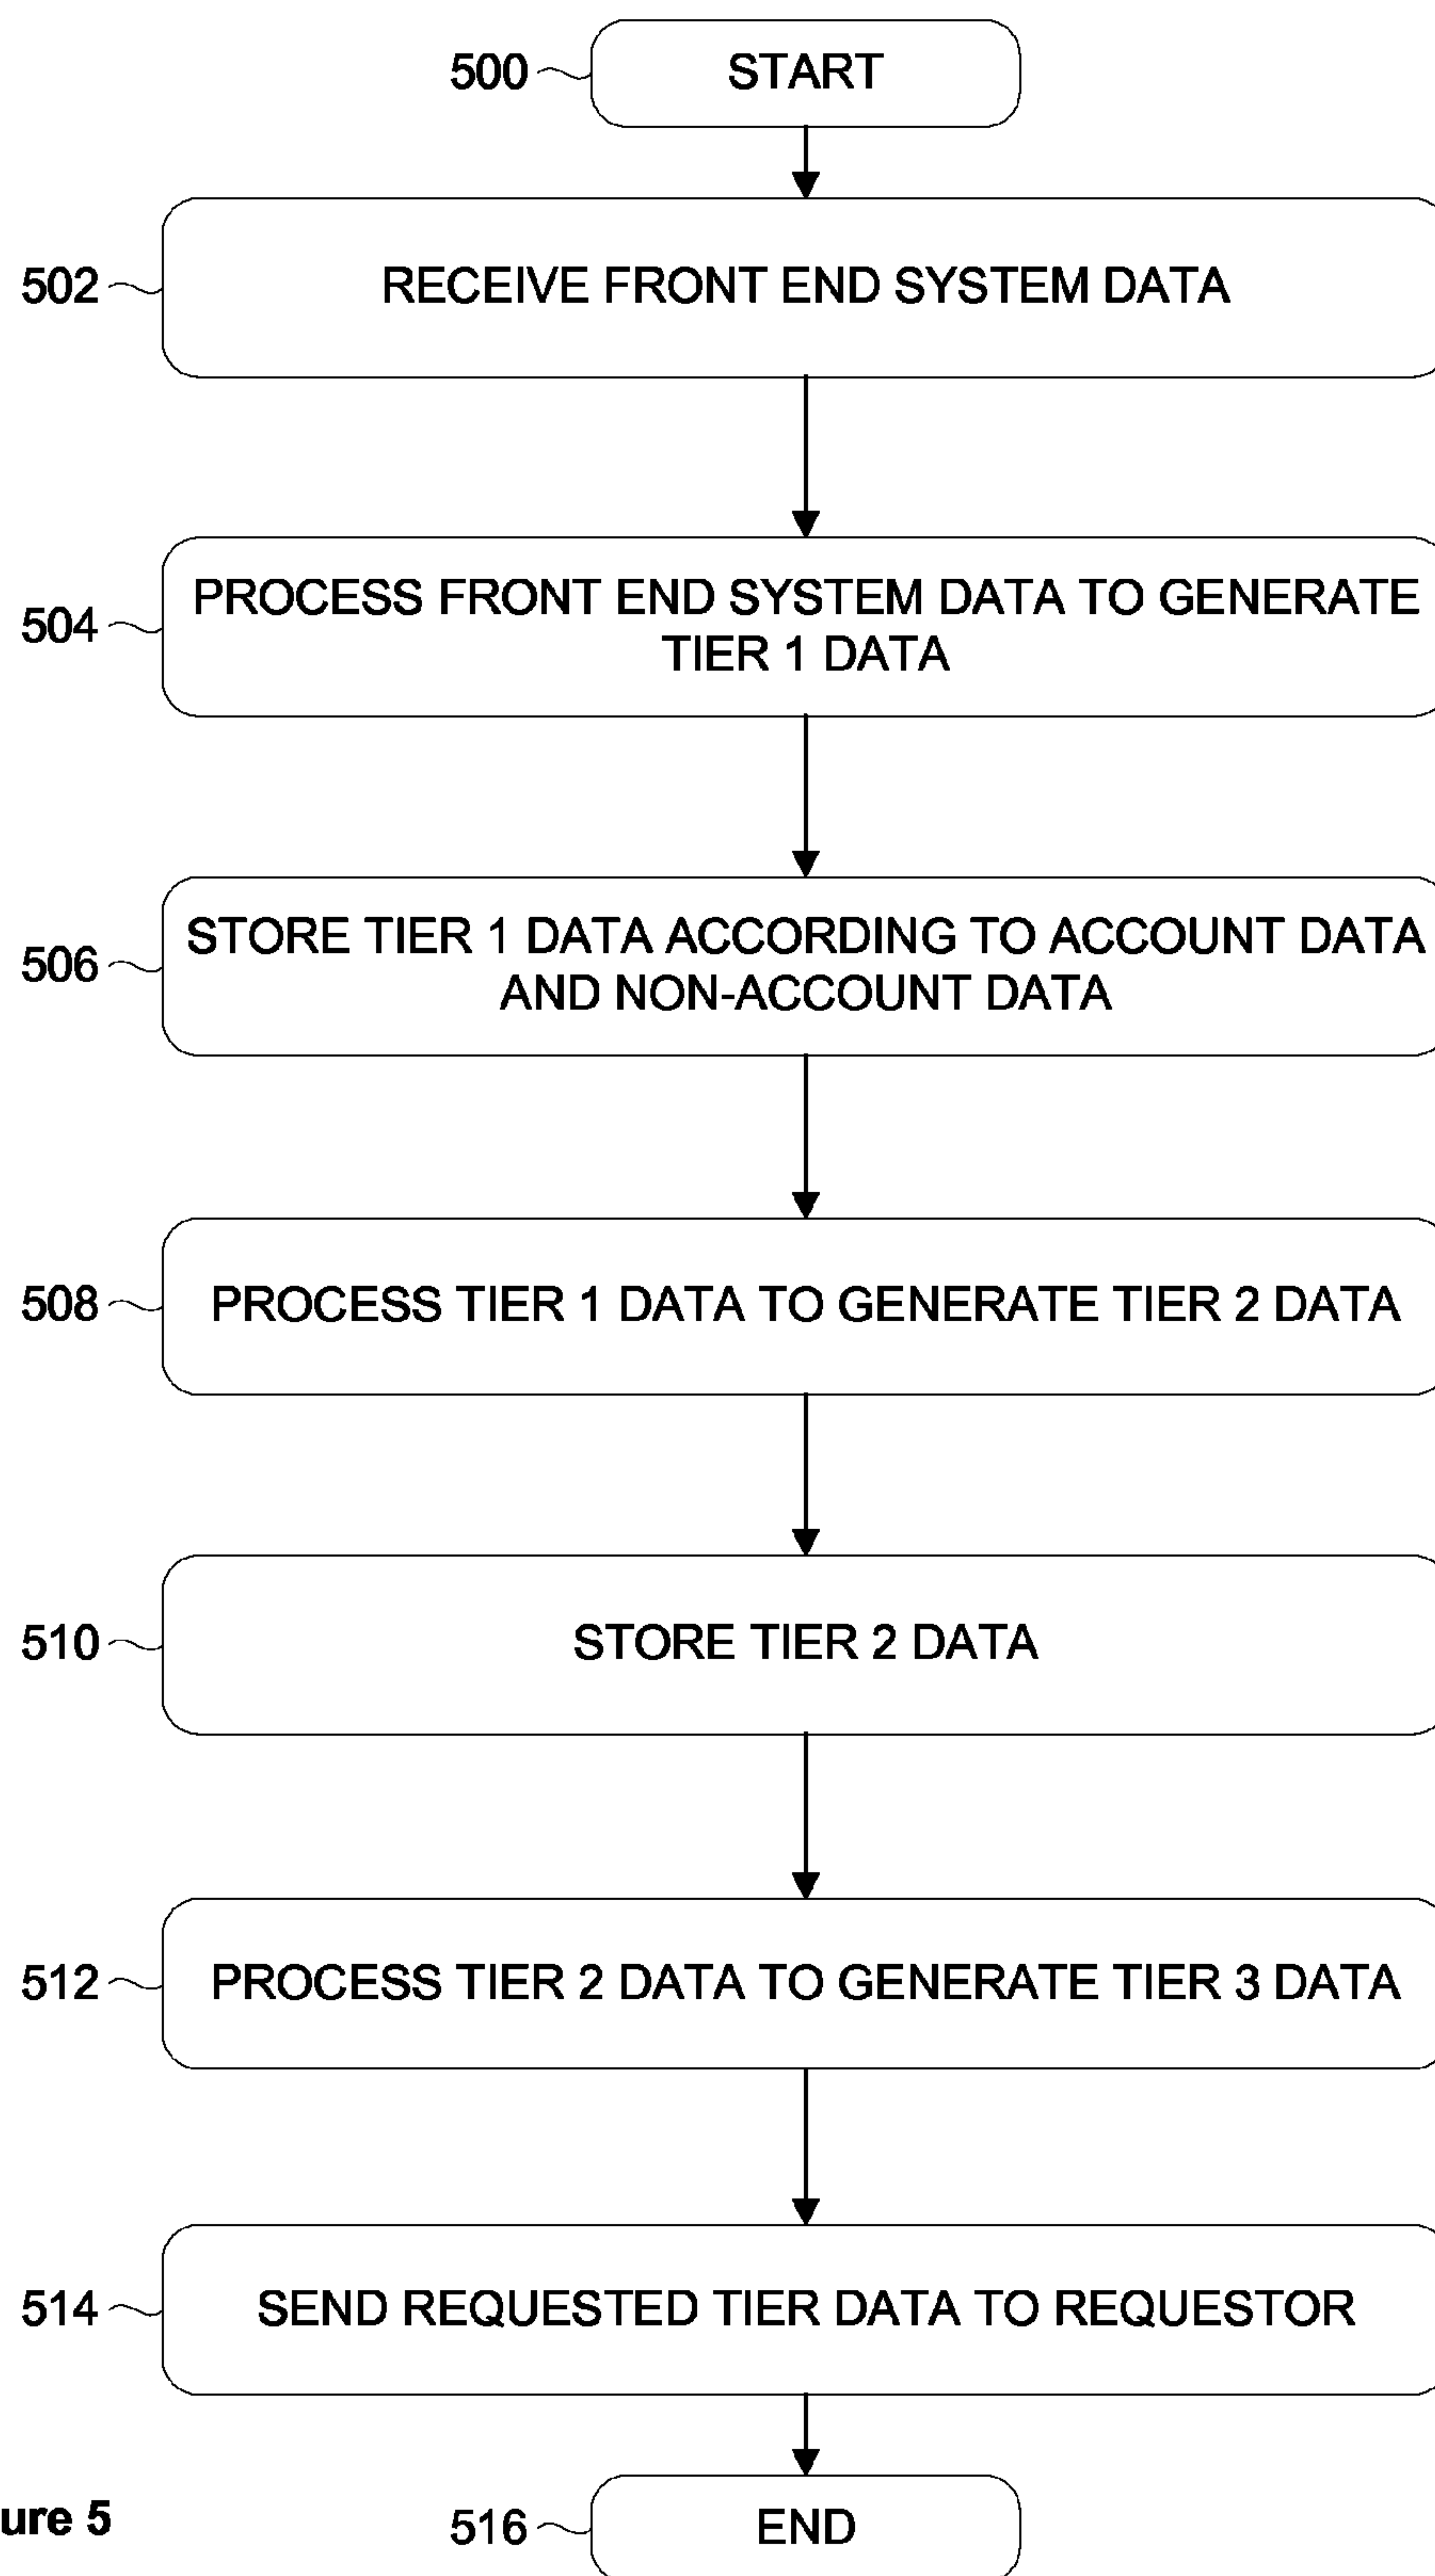 500 START
502 RECEIVE FRONT END SYSTEM DATA
504 PROCESS FRONT END SYSTEM DATA TO GENERATE
TIER 1 DATA
506 STORE TIER 1 DATA ACCORDING TO ACCOUNT DATA
AND NON-ACCOUNT DATA
508 PROCESS TIER 1 DATA TO GENERATE TIER 2 DATA
510 STORE TIER 2 DATA
512 PROCESS TIER 2 DATA TO GENERATE TIER 3 DATA
514 SEND REQUESTED TIER DATA TO REQUESTOR
516 END
ure 5